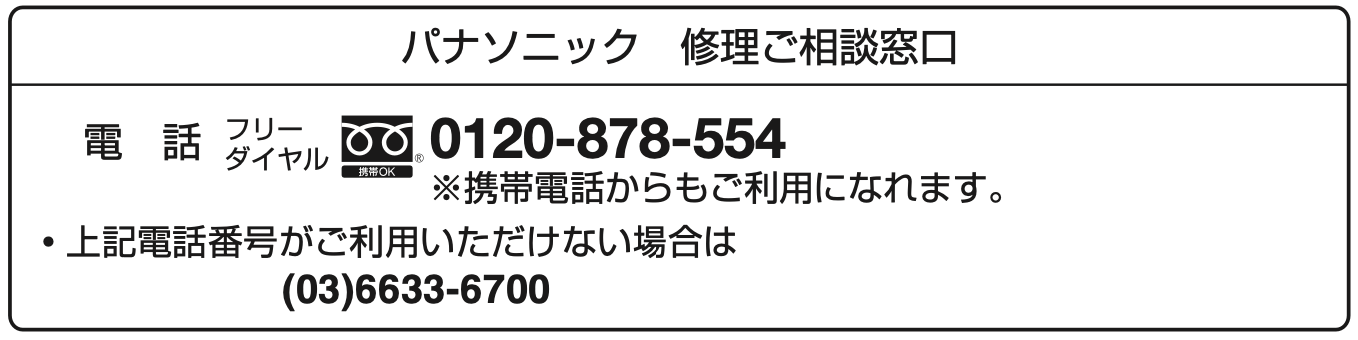 パナソニック 修理ご相談窓口
電 話 フリーダイヤル 携帯OK ® 0120-878-554
※携帯電話からもご利用になれます。
・上記電話番号がご利用いただけない場合は
(03)6633-6700